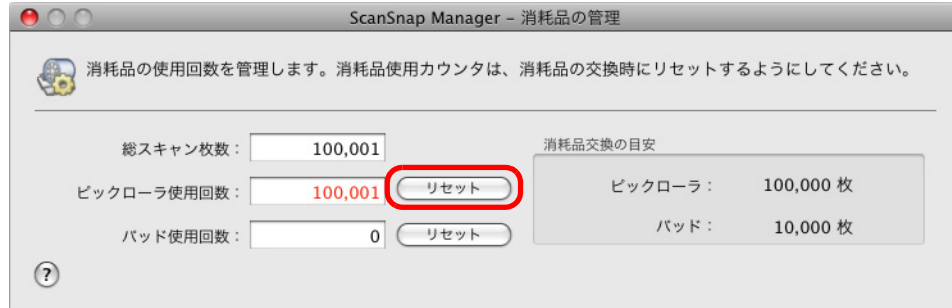 ScanSnap Manager – 消耗品の管理
消耗品の使用回数を管理します。消耗品使用カウンタは、消耗品の交換時にリセットするようにしてください。
総スキャン枚数： 100,001
ピックローラ使用回数： 100,001 リセット
パッド使用回数： 0 リセット
消耗品交換の目安
ピックローラ： 100,000 枚
パッド： 10,000 枚
?